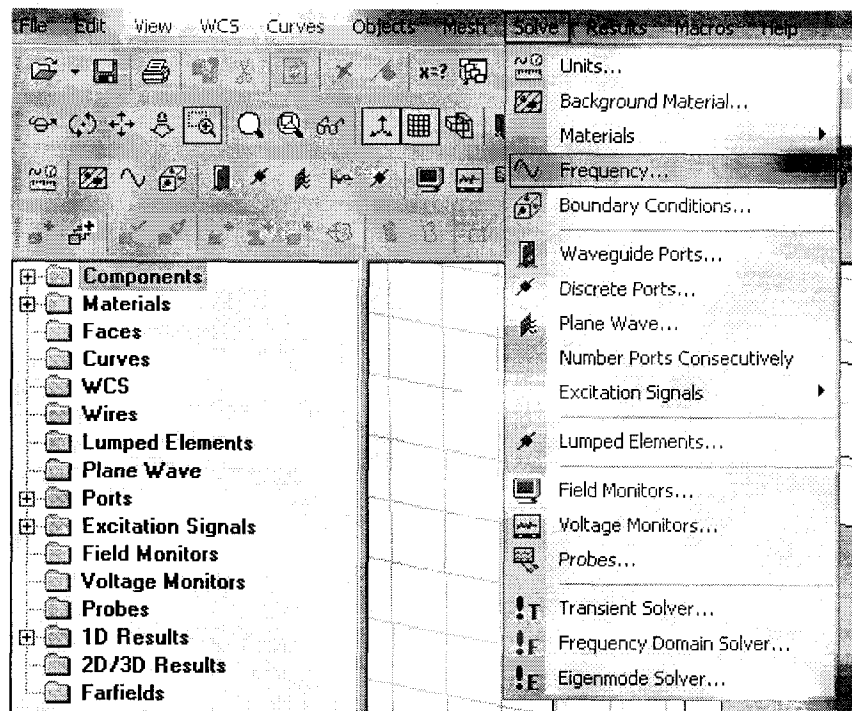 File Edit View WCS Curves Objects Mesh Solve Results Macros Help
x=?
Units...
Background Material...
Materials
Frequency...
Boundary Conditions...
Waveguide Ports...
Discrete Ports...
Plane Wave...
Number Ports Consecutively
Excitation Signals
Lumped Elements...
Field Monitors...
Voltage Monitors...
Probes...
T Transient Solver...
F Frequency Domain Solver...
E Eigenmode Solver...
Components
Materials
Faces
Curves
WCS
Wires
Lumped Elements
Plane Wave
Ports
Excitation Signals
Field Monitors
Voltage Monitors
Probes
1D Results
2D/3D Results
Farfields